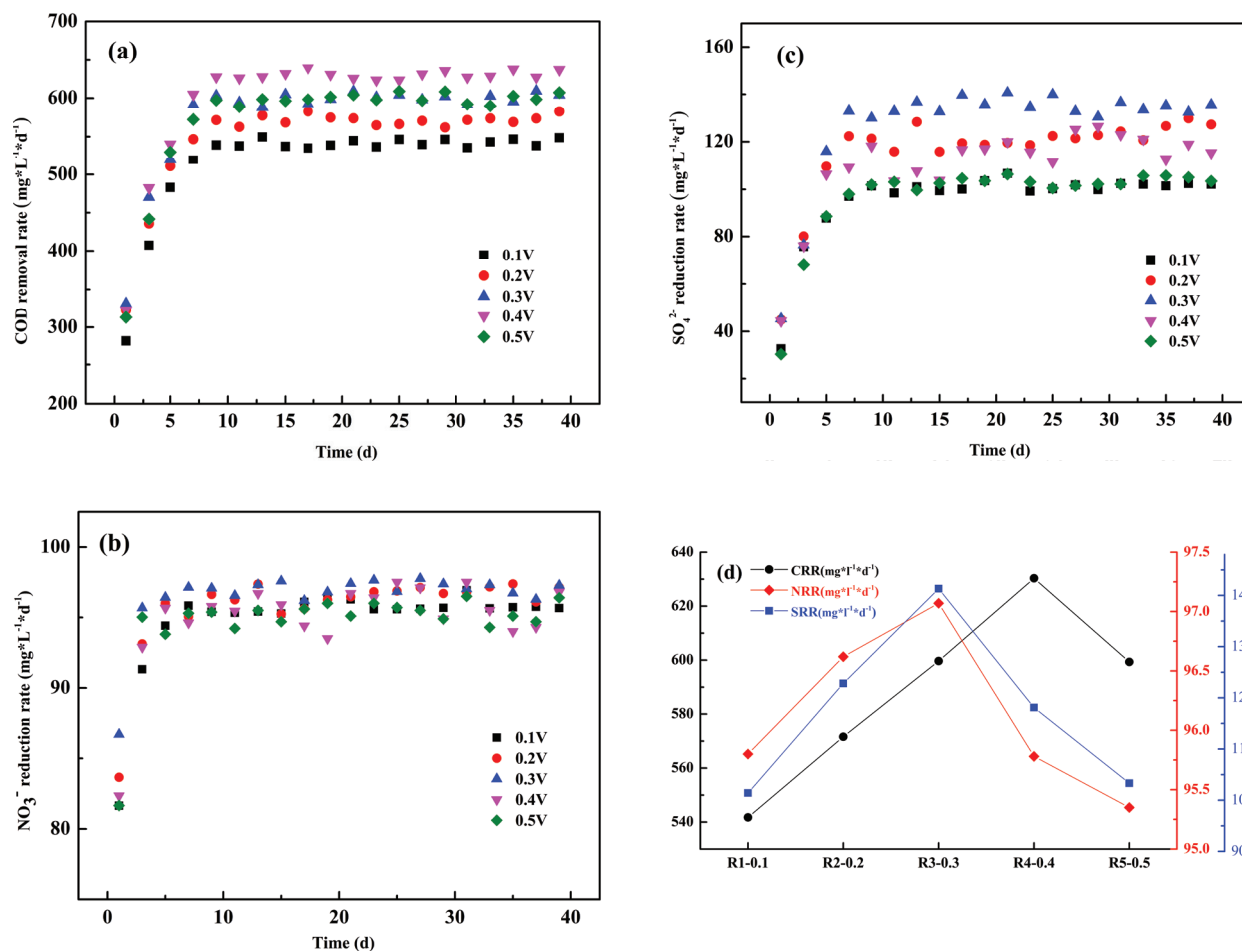 (a)
COD removal rate (mg*L⁻¹*d⁻¹)
700
600
500
400
300
200
0 5 10 15 20 25 30 35 40
Time (d)
0.1V
0.2V
0.3V
0.4V
0.5V
(c)
SO₄²⁻ reduction rate (mg*L⁻¹*d⁻¹)
160
120
80
40
0 5 10 15 20 25 30 35 40
Time (d)
0.1V
0.2V
0.3V
0.4V
0.5V
(b)
NO₃⁻ reduction rate (mg*L⁻¹*d⁻¹)
100
90
80
0 5 10 15 20 25 30 35 40
Time (d)
0.1V
0.2V
0.3V
0.4V
0.5V
(d)
CRR(mg*l⁻¹*d⁻¹)
NRR(mg*l⁻¹*d⁻¹)
SRR(mg*l⁻¹*d⁻¹)
640
620
600
580
560
540
R1-0.1 R2-0.2 R3-0.3 R4-0.4 R5-0.5
97.5
97.0
96.5
96.0
95.5
95.0
90